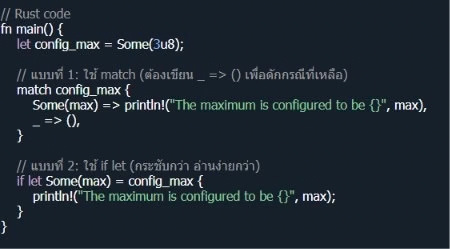 // Rust code
fn main() {
let config_max = Some(3u8);
// แบบที่ 1: ใช้ match (ต้องเขียน _ => () เพื่อดักกรณีที่เหลือ)
match config_max {
Some(max) => println!("The maximum is configured to be {}", max),
_ => (),
}
// แบบที่ 2: ใช้ if let (กระชับกว่า อ่านง่ายกว่า)
if let Some(max) = config_max {
println!("The maximum is configured to be {}", max);
}
}